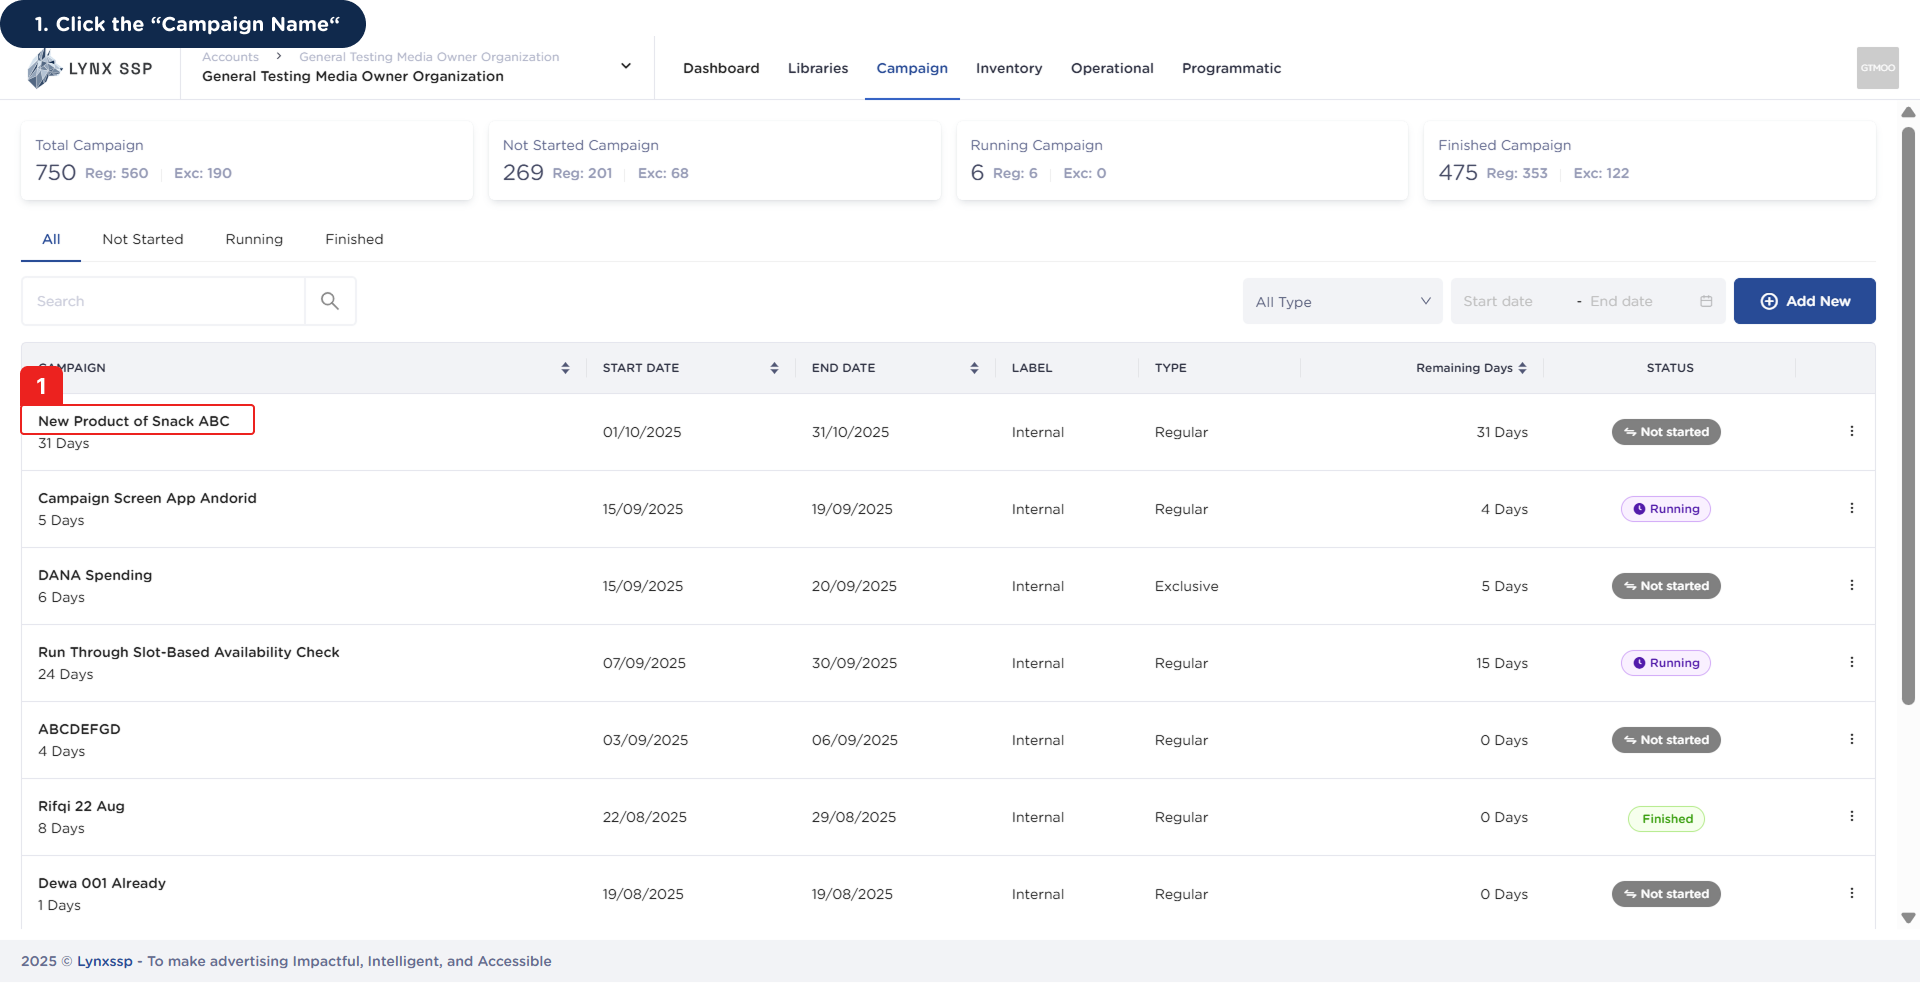 1. Click the “Campaign Name“
LYNX SSP
Accounts > General Testing Media Owner Organization
General Testing Media Owner Organization
Dashboard Libraries Campaign Inventory Operational Programmatic
GTMOO
Total Campaign
750 Reg: 560 Exc: 190
Not Started Campaign
269 Reg: 201 Exc: 68
Running Campaign
6 Reg: 6 Exc: 0
Finished Campaign
475 Reg: 353 Exc: 122
All Not Started Running Finished
Search
All Type
Start date - End date
Add New
CAMPAIGN START DATE END DATE LABEL TYPE Remaining Days STATUS
1
New Product of Snack ABC
31 Days
01/10/2025 31/10/2025 Internal Regular 31 Days Not started
Campaign Screen App Andorid
5 Days
15/09/2025 19/09/2025 Internal Regular 4 Days Running
DANA Spending
6 Days
15/09/2025 20/09/2025 Internal Exclusive 5 Days Not started
Run Through Slot-Based Availability Check
24 Days
07/09/2025 30/09/2025 Internal Regular 15 Days Running
ABCDEFGD
4 Days
03/09/2025 06/09/2025 Internal Regular 0 Days Not started
Rifqi 22 Aug
8 Days
22/08/2025 29/08/2025 Internal Regular 0 Days Finished
Dewa 001 Already
1 Days
19/08/2025 19/08/2025 Internal Regular 0 Days Not started
2025 © Lynxssp - To make advertising Impactful, Intelligent, and Accessible